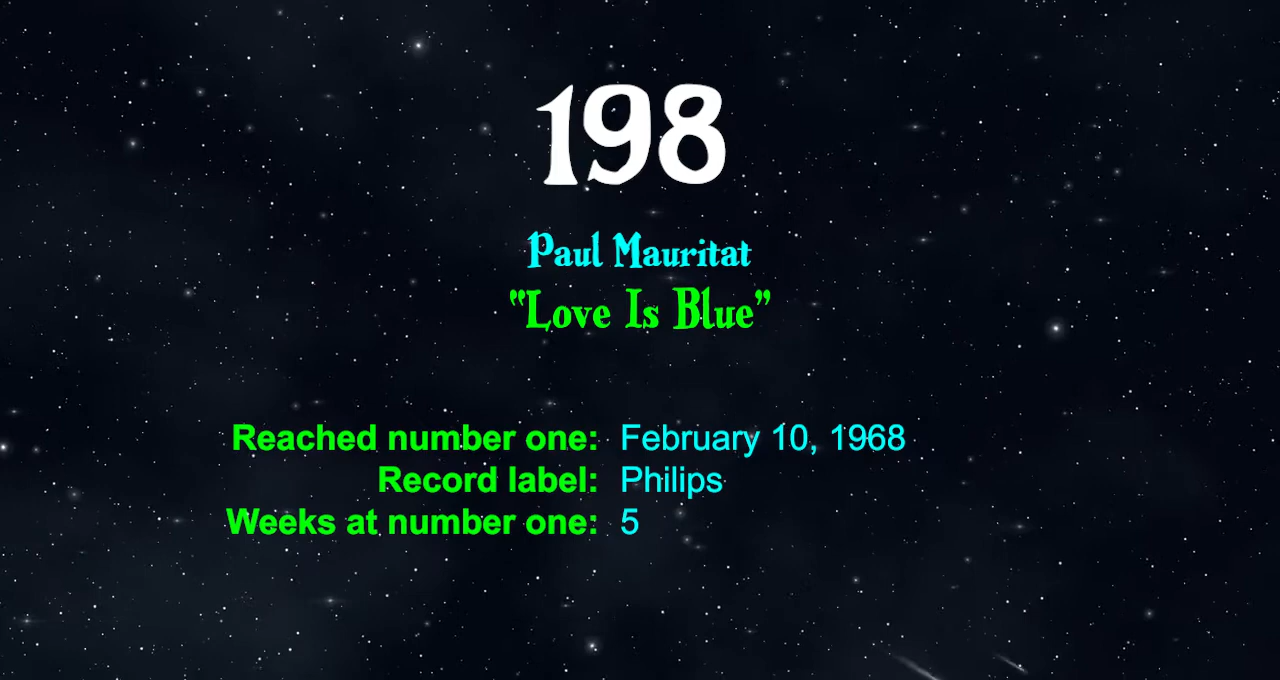 198
Paul Mauritat
"Love Is Blue"
Reached number one: February 10, 1968
Record label: Philips
Weeks at number one: 5